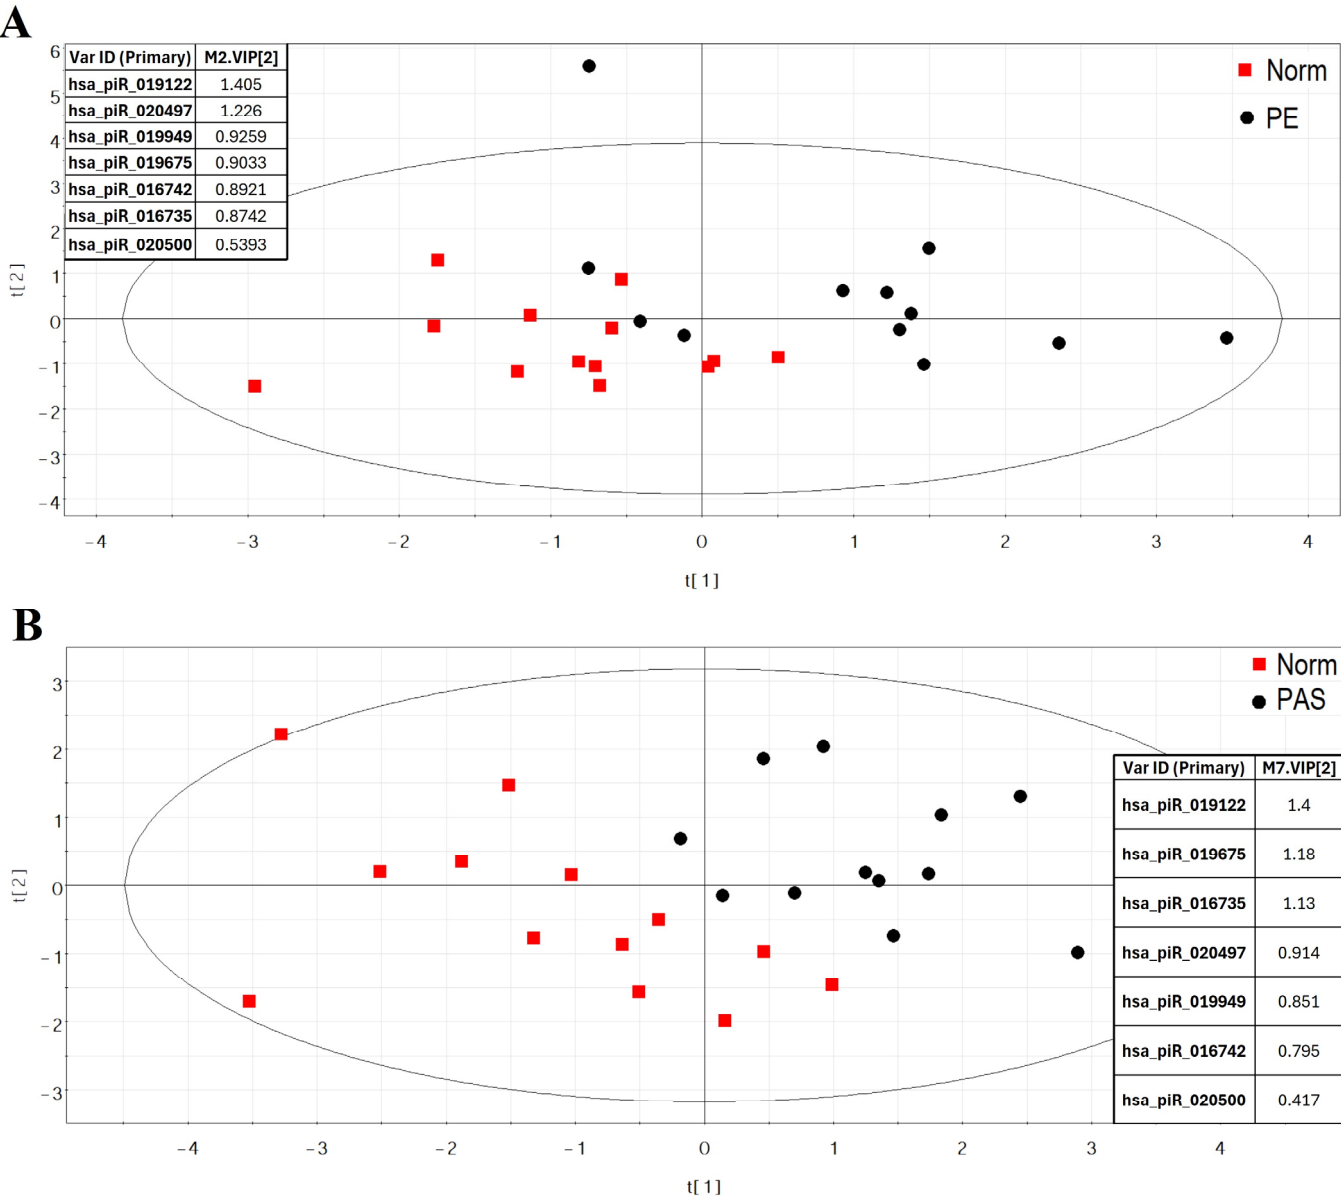 A
Var ID (Primary) M2.VIP[2]
hsa_piR_019122 1.405
hsa_piR_020497 1.226
hsa_piR_019949 0.9259
hsa_piR_019675 0.9033
hsa_piR_016742 0.8921
hsa_piR_016735 0.8742
hsa_piR_020500 0.5393
Norm
PE
6
5
4
3
2
1
0
-1
-2
-3
-4
t[2]
-4 -3 -2 -1 0 1 2 3 4
t[1]
B
Norm
PAS
Var ID (Primary) M7.VIP[2]
hsa_piR_019122 1.4
hsa_piR_019675 1.18
hsa_piR_016735 1.13
hsa_piR_020497 0.914
hsa_piR_019949 0.851
hsa_piR_016742 0.795
hsa_piR_020500 0.417
3
2
1
0
-1
-2
-3
t[2]
-4 -3 -2 -1 0 1 2 3 4
t[1]